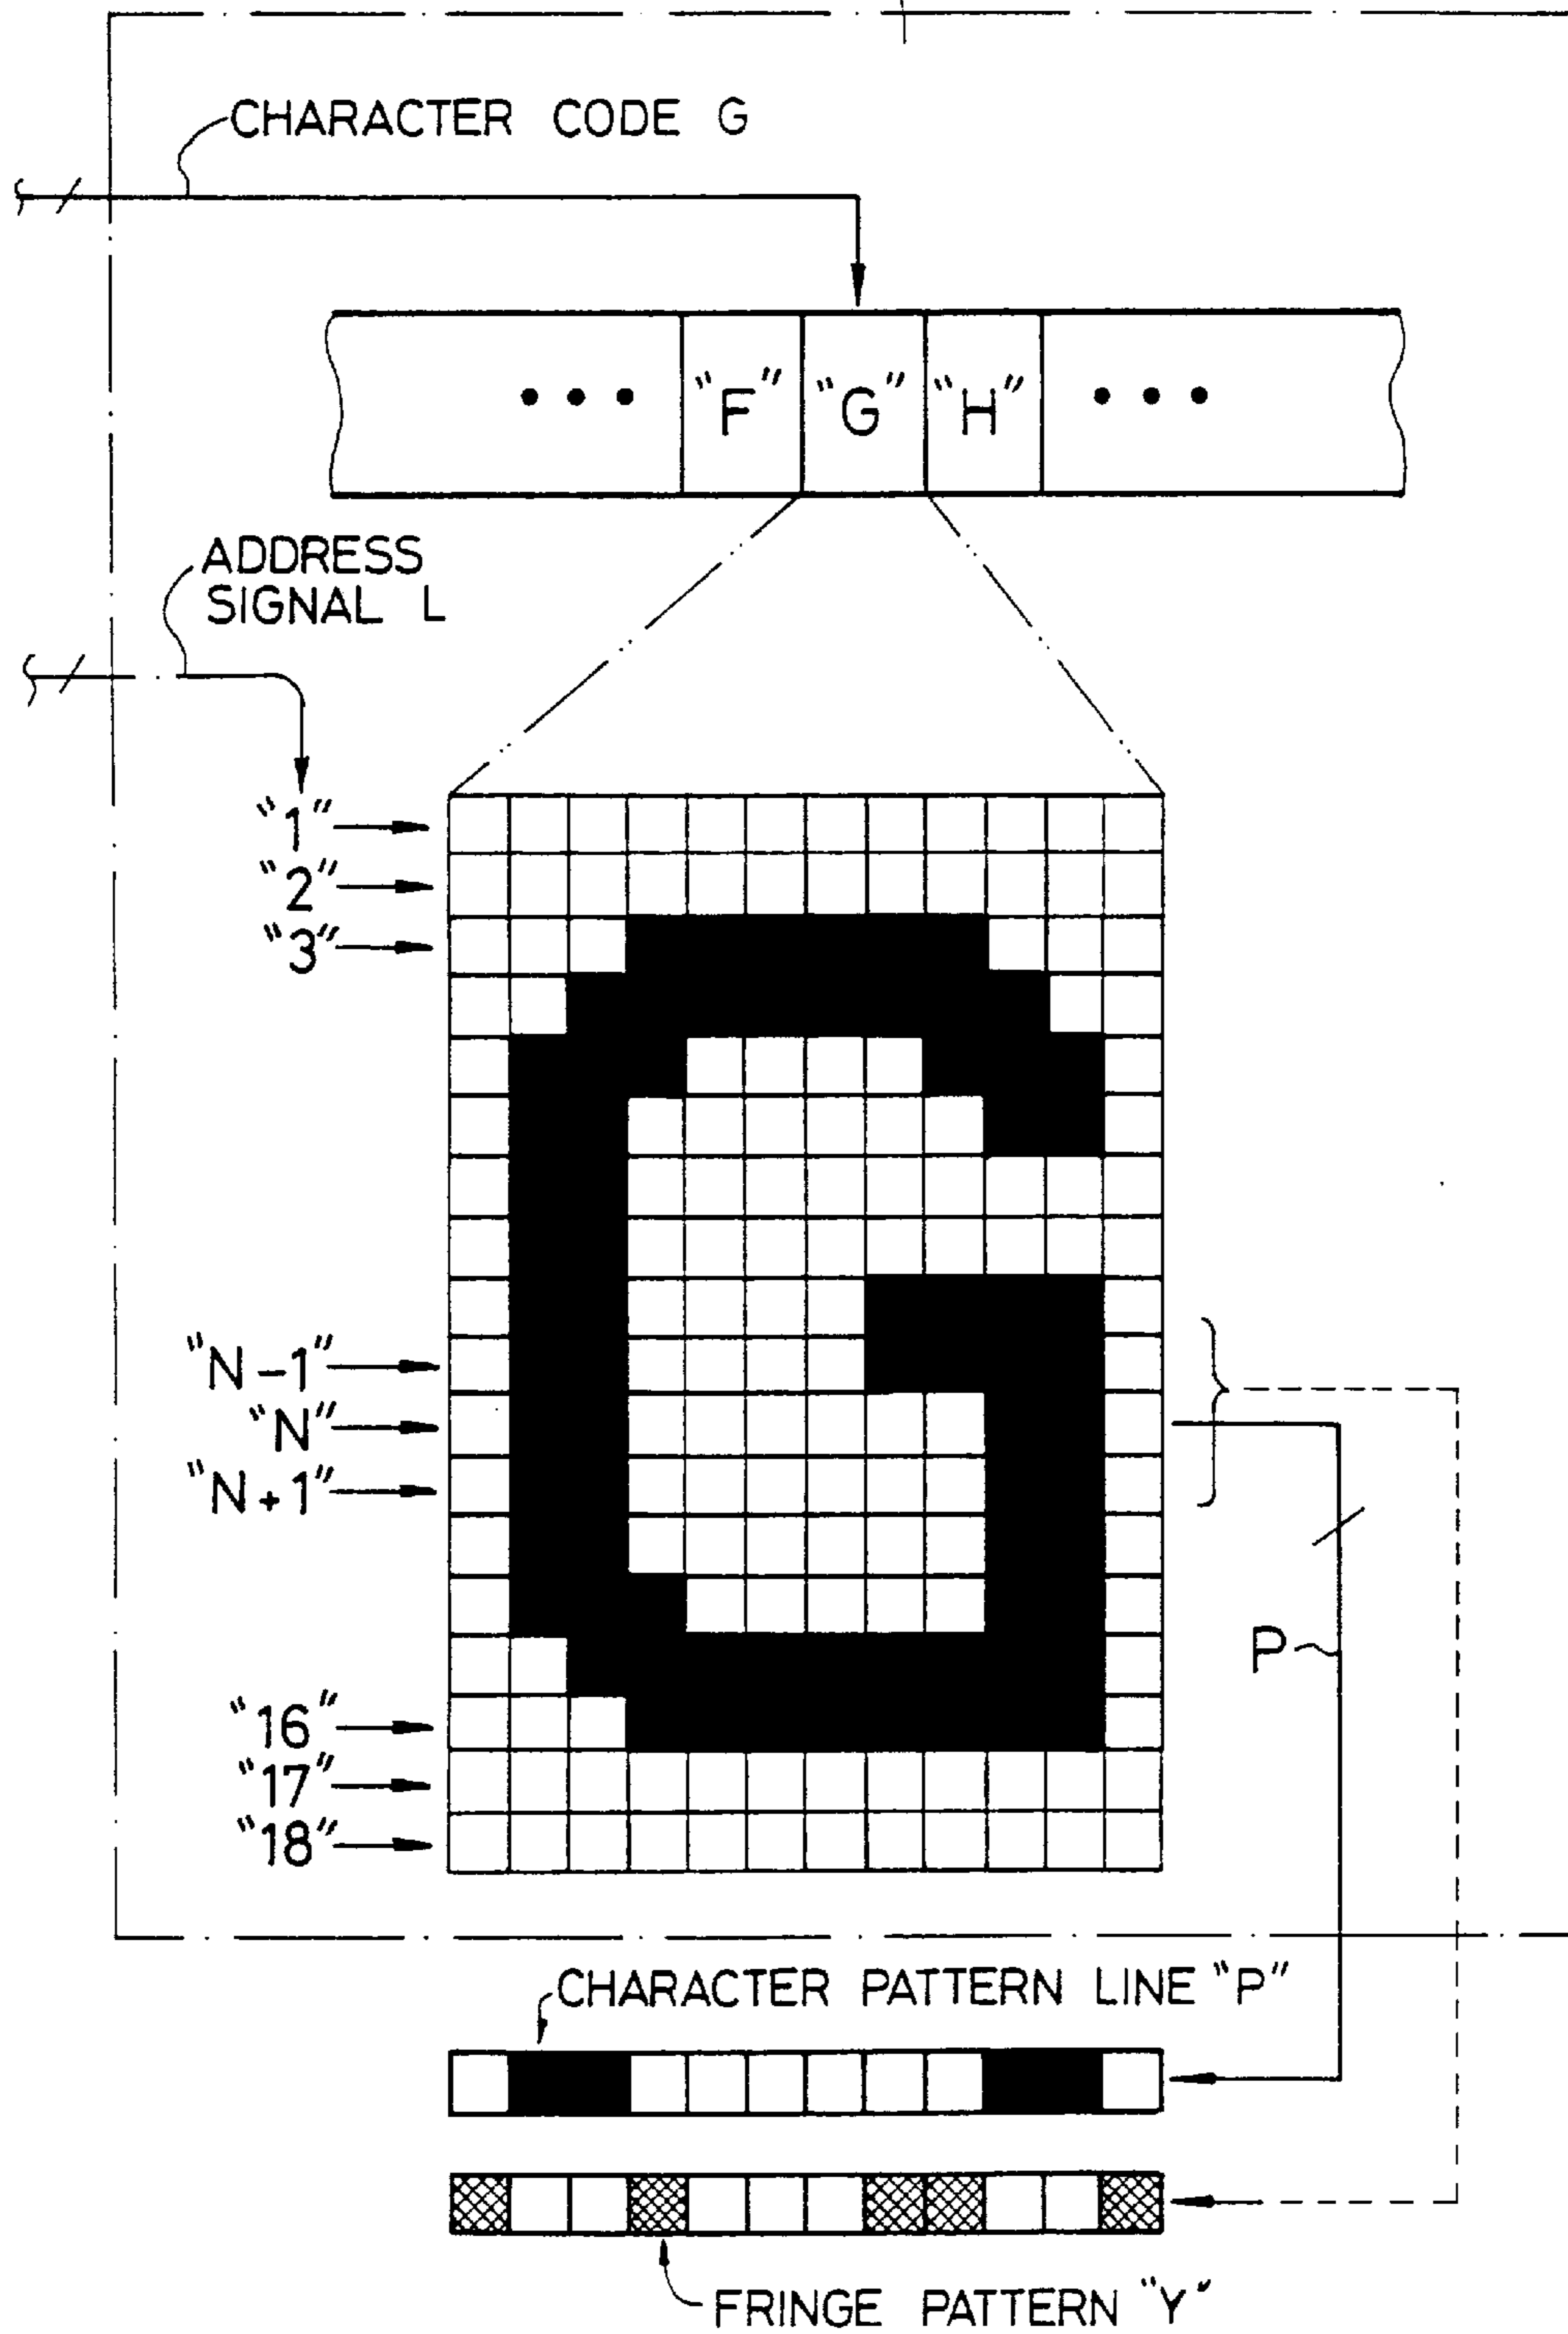 CHARACTER CODE G
• • • "F" "G" "H" • • •
ADDRESS
SIGNAL L
"1"
"2"
"3"
"N-1"
"N"
"N+1"
P
"16"
"17"
"18"
CHARACTER PATTERN LINE "P"
FRINGE PATTERN "Y"